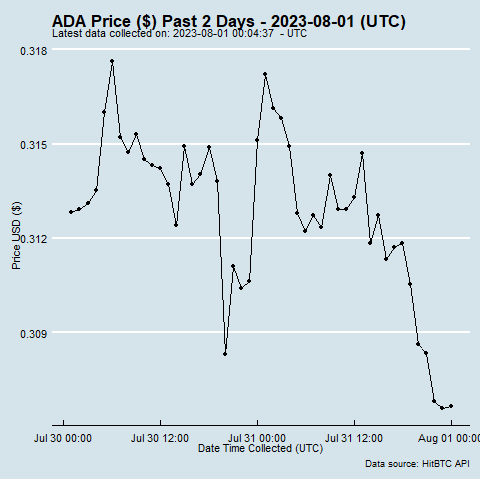 ADA Price ($) Past 2 Days - 2023-08-01 (UTC)
Latest data collected on: 2023-08-01 00:04:37 - UTC
0.318
0.315
0.312
0.309
Price USD ($)
Jul 30 00:00 Jul 30 12:00 Jul 31 00:00 Jul 31 12:00 Aug 01 00:00
Date Time Collected (UTC)
Data source: HitBTC API